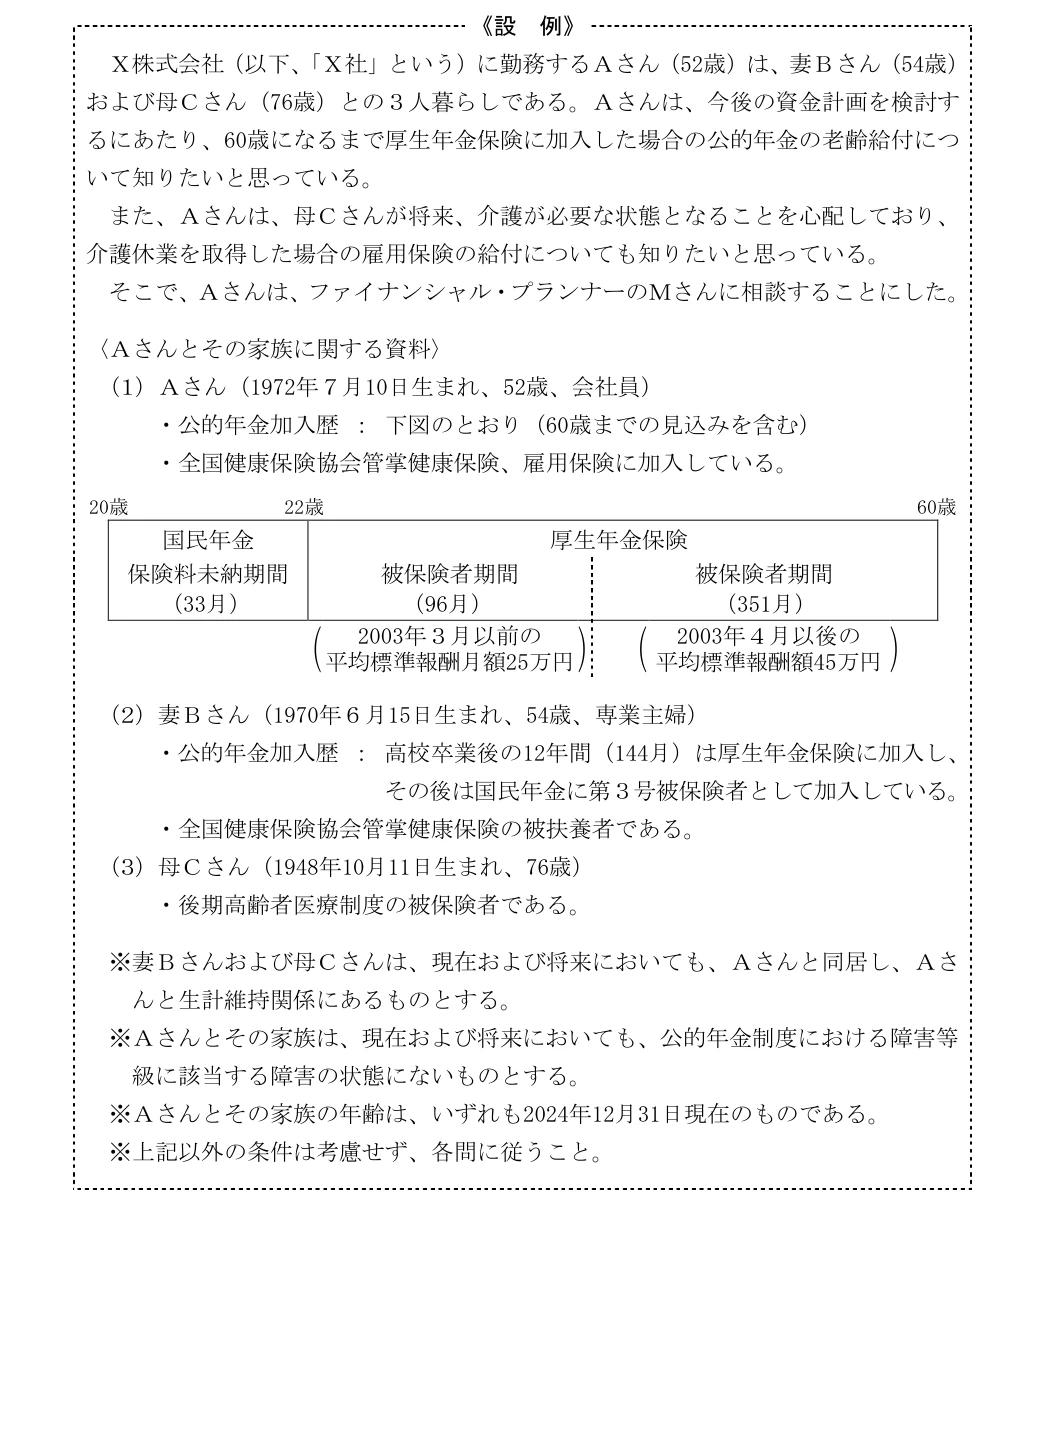 《設　例》
Ｘ株式会社（以下、「Ｘ社」という）に勤務するＡさん（52歳）は、妻Ｂさん（54歳）
および母Ｃさん（76歳）との３人暮らしである。Ａさんは、今後の資金計画を検討す
るにあたり、60歳になるまで厚生年金保険に加入した場合の公的年金の老齢給付につ
いて知りたいと思っている。
また、Ａさんは、母Ｃさんが将来、介護が必要な状態となることを心配しており、
介護休業を取得した場合の雇用保険の給付についても知りたいと思っている。
そこで、Ａさんは、ファイナンシャル・プランナーのＭさんに相談することにした。
〈Ａさんとその家族に関する資料〉
（1）Ａさん（1972年７月10日生まれ、52歳、会社員）
・公的年金加入歴 ： 下図のとおり（60歳までの見込みを含む）
・全国健康保険協会管掌健康保険、雇用保険に加入している。
20歳 22歳 60歳
国民年金 厚生年金保険
保険料未納期間 被保険者期間 被保険者期間
（33月） （96月） （351月）
2003年３月以前の 2003年４月以後の
平均標準報酬月額25万円 平均標準報酬額45万円
（2）妻Ｂさん（1970年６月15日生まれ、54歳、専業主婦）
・公的年金加入歴 ： 高校卒業後の12年間（144月）は厚生年金保険に加入し、
その後は国民年金に第３号被保険者として加入している。
・全国健康保険協会管掌健康保険の被扶養者である。
（3）母Ｃさん（1948年10月11日生まれ、76歳）
・後期高齢者医療制度の被保険者である。
※妻Ｂさんおよび母Ｃさんは、現在および将来においても、Ａさんと同居し、Ａさ
んと生計維持関係にあるものとする。
※Ａさんとその家族は、現在および将来においても、公的年金制度における障害等
級に該当する障害の状態にないものとする。
※Ａさんとその家族の年齢は、いずれも2024年12月31日現在のものである。
※上記以外の条件は考慮せず、各問に従うこと。